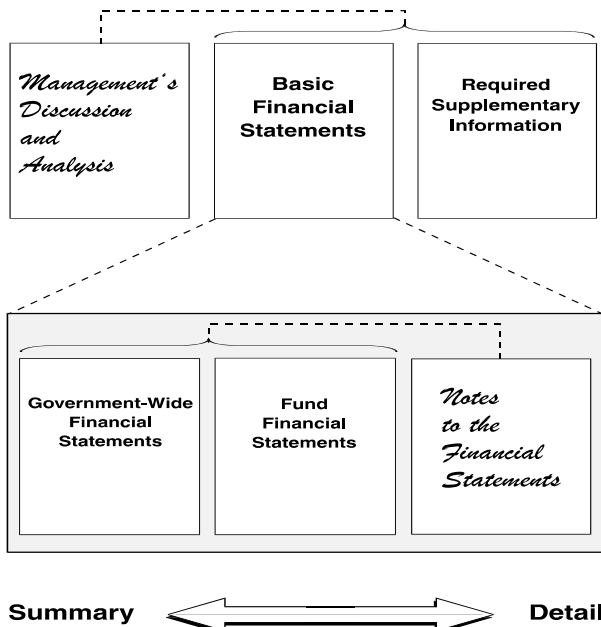 Management's
Discussion
and
Analysis
Basic
Financial
Statements
Required
Supplementary
Information
Government-Wide
Financial
Statements
Fund
Financial
Statements
Notes
to the
Financial
Statements
Summary
Detail